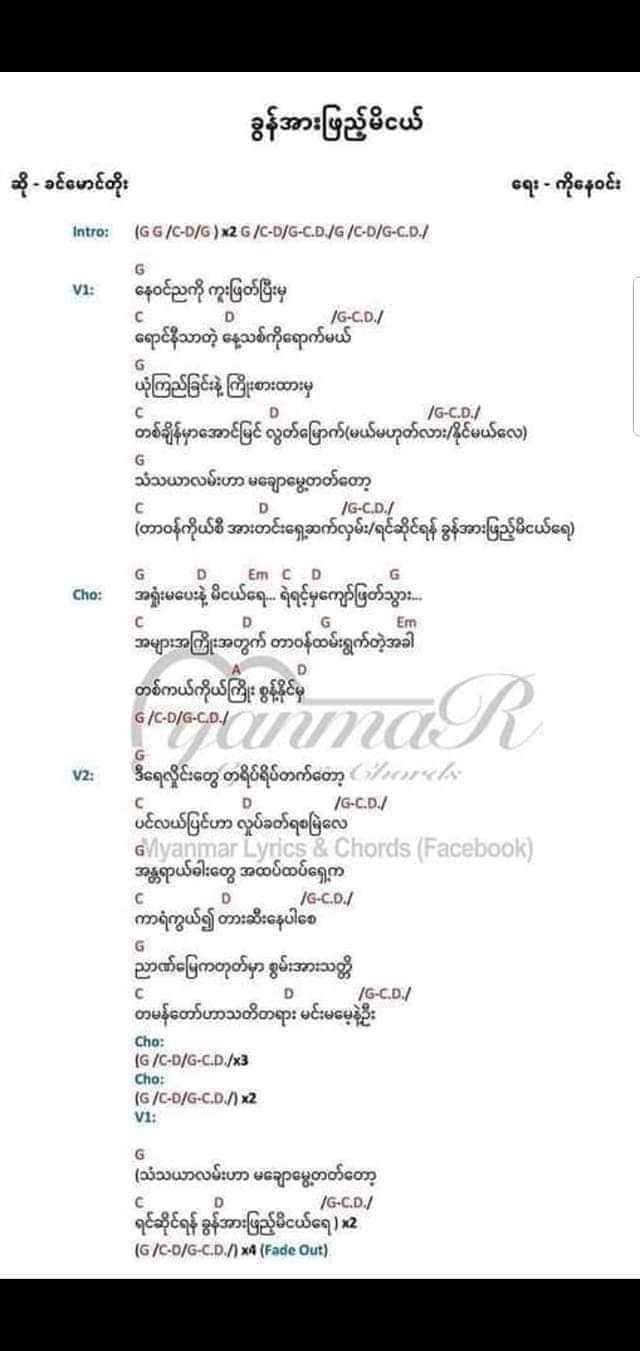 ခွန်အားဖြည့်မိငယ်
ဆို - ခင်မောင်တိုး ရေး - ကိုနေဝင်း
Intro: (G G /C-D/G ) x2 G /C-D/G-C.D./G /C-D/G-C.D./
G
V1: နေဝင်ညကို ကူးဖြတ်ပြီးမှ
C D /G-C.D./
ရောင်နီသာတဲ့ နေ့သစ်ကိုရောက်မယ်
G
ယုံကြည်ခြင်းနဲ့ ကြိုးစားထားမှ
C D /G-C.D./
တစ်ချိန်မှာအောင်မြင် လွတ်မြောက်(မယ်မဟုတ်လား/နိုင်မယ်လေ)
G
သံသယာလမ်းဟာ မချောမွေ့တတ်တော့
C D /G-C.D./
(တာဝန်ကိုယ်စီ အားတင်းရှေ့ဆက်လှမ်း/ရင်ဆိုင်ရန် ခွန်အားဖြည့်မိငယ်ရေ)
G D Em C D G
Cho: အရှုံးမပေးနဲ့ မိငယ်ရေ... ရဲရင့်မှကျော်ဖြတ်သွား...
C D G Em
အများအကြိုးအတွက် တာဝန်ထမ်းရွက်တဲ့အခါ
A D
တစ်ကယ်ကိုယ်ကြိုး စွန့်နိုင်မှ
G /C-D/G-C.D./
MyanmaR
Chords
G
V2: ဒီရေလှိုင်းတွေ တရိပ်ရိပ်တက်တော့
C D /G-C.D./
ပင်လယ်ပြင်ဟာ လှုပ်ခတ်ရစမြဲလေ
Myanmar Lyrics & Chords (Facebook)
G
အန္တရာယ်ဓါးတွေ အထပ်ထပ်ရှေ့က
C D /G-C.D./
ကာရံကွယ်၍ တားဆီးနေပါစေ
G
ညာဏ်မြေကတုတ်မှာ စွမ်းအားသတ္တိ
C D /G-C.D./
တမန်တော်ဟာသတိတရား မင်းမမေ့နဲ့ဦး
Cho:
(G /C-D/G-C.D./x3
Cho:
(G /C-D/G-C.D./) x2
V1:
G
(သံသယာလမ်းဟာ မချောမွေ့တတ်တော့
C D /G-C.D./
ရင်ဆိုင်ရန် ခွန်အားဖြည့်မိငယ်ရေ ) x2
(G /C-D/G-C.D./) x4 (Fade Out)